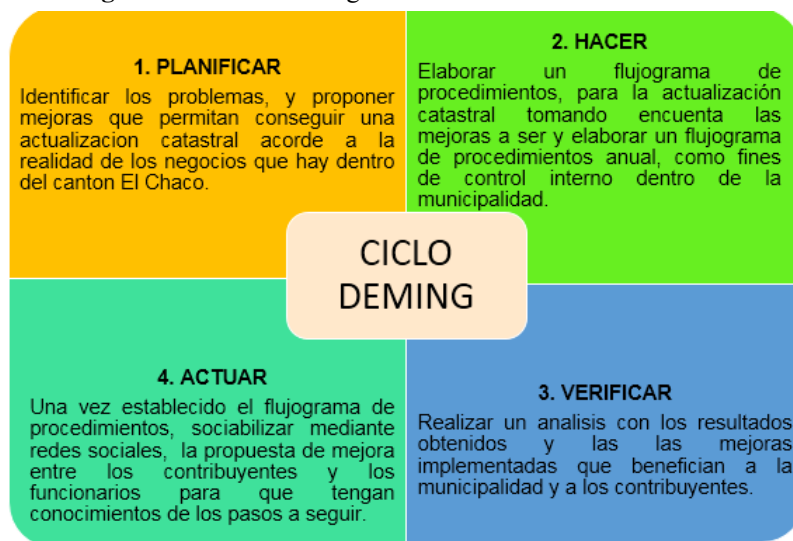 1. PLANIFICAR
Identificar los problemas, y proponer
mejoras que permitan conseguir una
actualizacion catastral acorde a la
realidad de los negocios que hay dentro
del canton El Chaco.
2. HACER
Elaborar un flujograma de
procedimientos, para la actualización
catastral tomando encuenta las
mejoras a ser y elaborar un flujograma
de procedimientos anual, como fines
de control interno dentro de la
municipalidad.
CICLO
DEMING
4. ACTUAR
Una vez establecido el flujograma de
procedimientos, sociabilizar mediante
redes sociales, la propuesta de mejora
entre los contribuyentes y los
funcionarios para que tengan
conocimientos de los pasos a seguir.
3. VERIFICAR
Realizar un analisis con los resultados
obtenidos y las las mejoras
implementadas que benefician a la
municipalidad y a los contribuyentes.